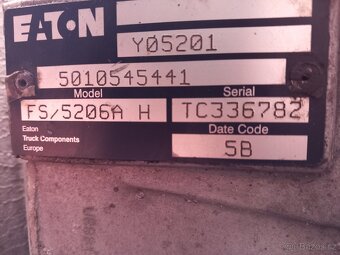 EATON
Y05201
5010545441
Model
Serial
FS/5206A H
TC336782
Eaton
Truck Components
Europe
Date Code
5B